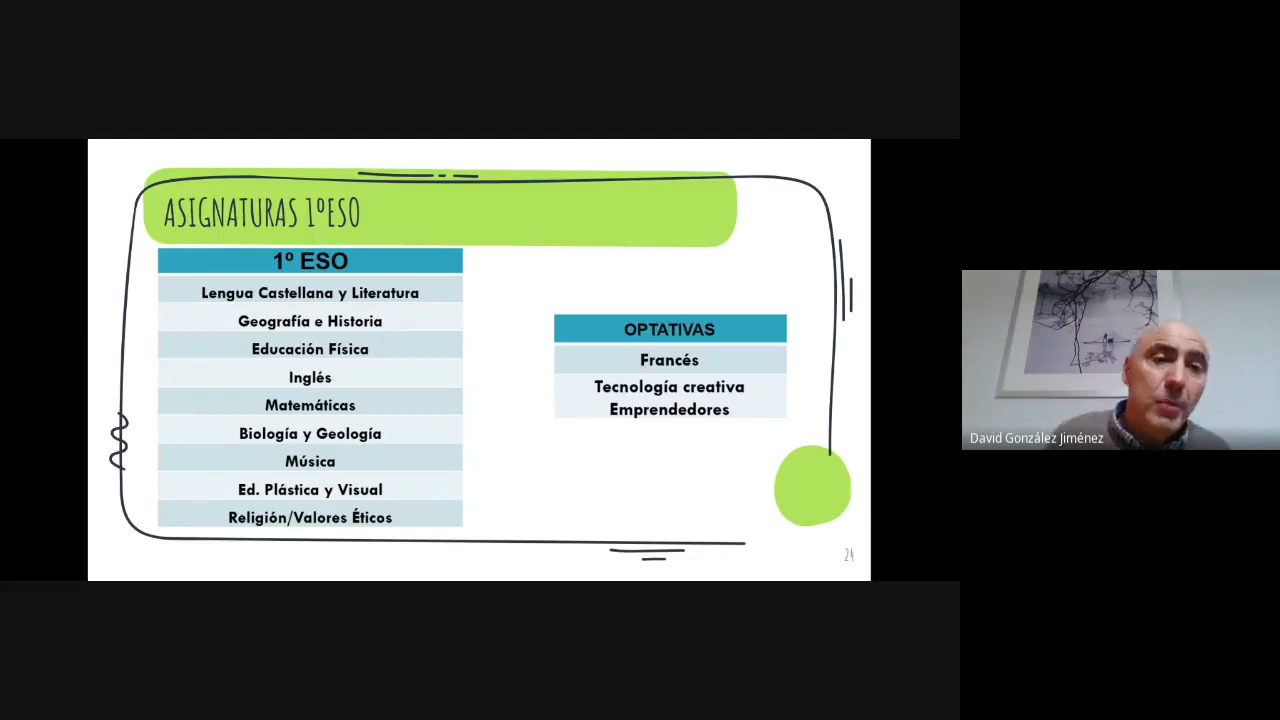 ASIGNATURAS 1ºESO
1º ESO
Lengua Castellana y Literatura
Geografía e Historia
Educación Física
Inglés
Matemáticas
Biología y Geología
Música
Ed. Plástica y Visual
Religión/Valores Éticos
OPTATIVAS
Francés
Tecnología creativa
Emprendedores
24
David González Jiménez